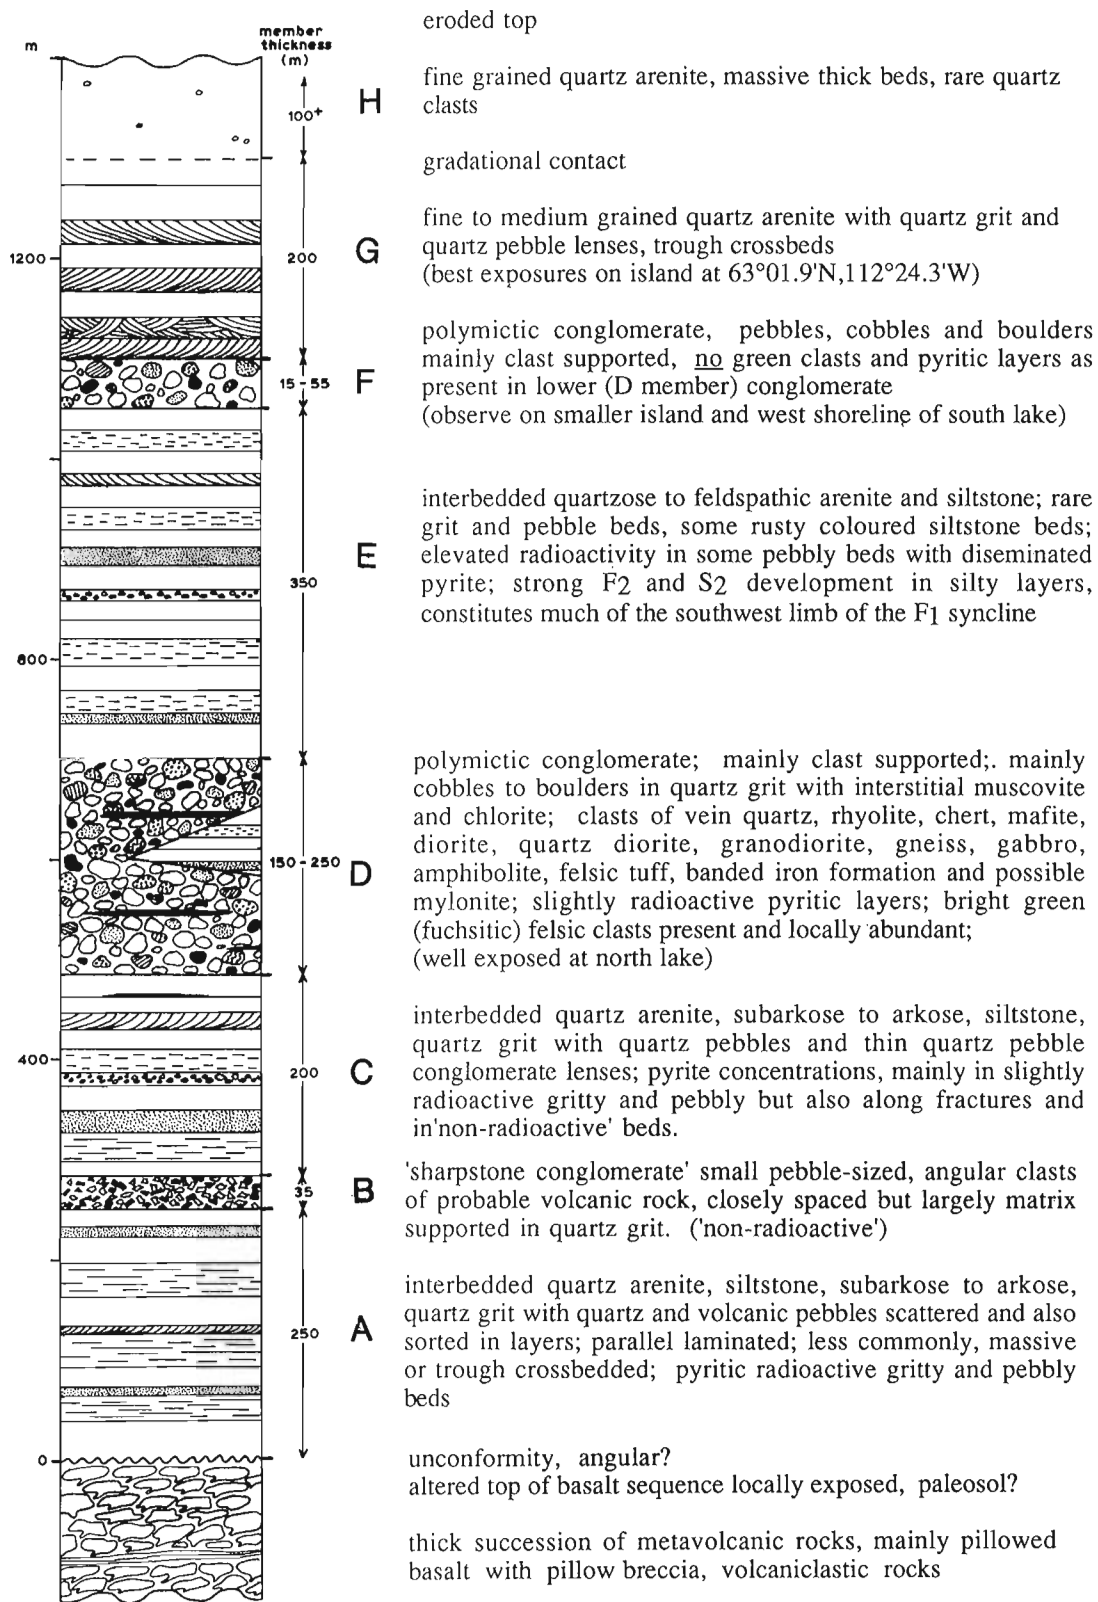 eroded top
m
member
thickness
(m)
fine grained quartz arenite, massive thick beds, rare quartz
clasts
H
100+
gradational contact
fine to medium grained quartz arenite with quartz grit and
quartz pebble lenses, trough crossbeds
(best exposures on island at 63°01.9'N,112°24.3'W)
G
1200
200
polymictic conglomerate, pebbles, cobbles and boulders
mainly clast supported, no green clasts and pyritic layers as
present in lower (D member) conglomerate
(observe on smaller island and west shoreline of south lake)
F
15 - 55
interbedded quartzose to feldspathic arenite and siltstone; rare
grit and pebble beds, some rusty coloured siltstone beds;
elevated radioactivity in some pebbly beds with diseminated
pyrite; strong F2 and S2 development in silty layers,
constitutes much of the southwest limb of the F1 syncline
E
350
800
polymictic conglomerate; mainly clast supported;. mainly
cobbles to boulders in quartz grit with interstitial muscovite
and chlorite; clasts of vein quartz, rhyolite, chert, mafite,
diorite, quartz diorite, granodiorite, gneiss, gabbro,
amphibolite, felsic tuff, banded iron formation and possible
mylonite; slightly radioactive pyritic layers; bright green
(fuchsitic) felsic clasts present and locally abundant;
(well exposed at north lake)
150 - 250
D
interbedded quartz arenite, subarkose to arkose, siltstone,
quartz grit with quartz pebbles and thin quartz pebble
conglomerate lenses; pyrite concentrations, mainly in slightly
radioactive gritty and pebbly but also along fractures and
in'non-radioactive' beds.
400
200
C
'sharpstone conglomerate' small pebble-sized, angular clasts
of probable volcanic rock, closely spaced but largely matrix
supported in quartz grit. ('non-radioactive')
35
B
interbedded quartz arenite, siltstone, subarkose to arkose,
quartz grit with quartz and volcanic pebbles scattered and also
sorted in layers; parallel laminated; less commonly, massive
or trough crossbedded; pyritic radioactive gritty and pebbly
beds
250
A
0
unconformity, angular?
altered top of basalt sequence locally exposed, paleosol?
thick succession of metavolcanic rocks, mainly pillowed
basalt with pillow breccia, volcaniclastic rocks